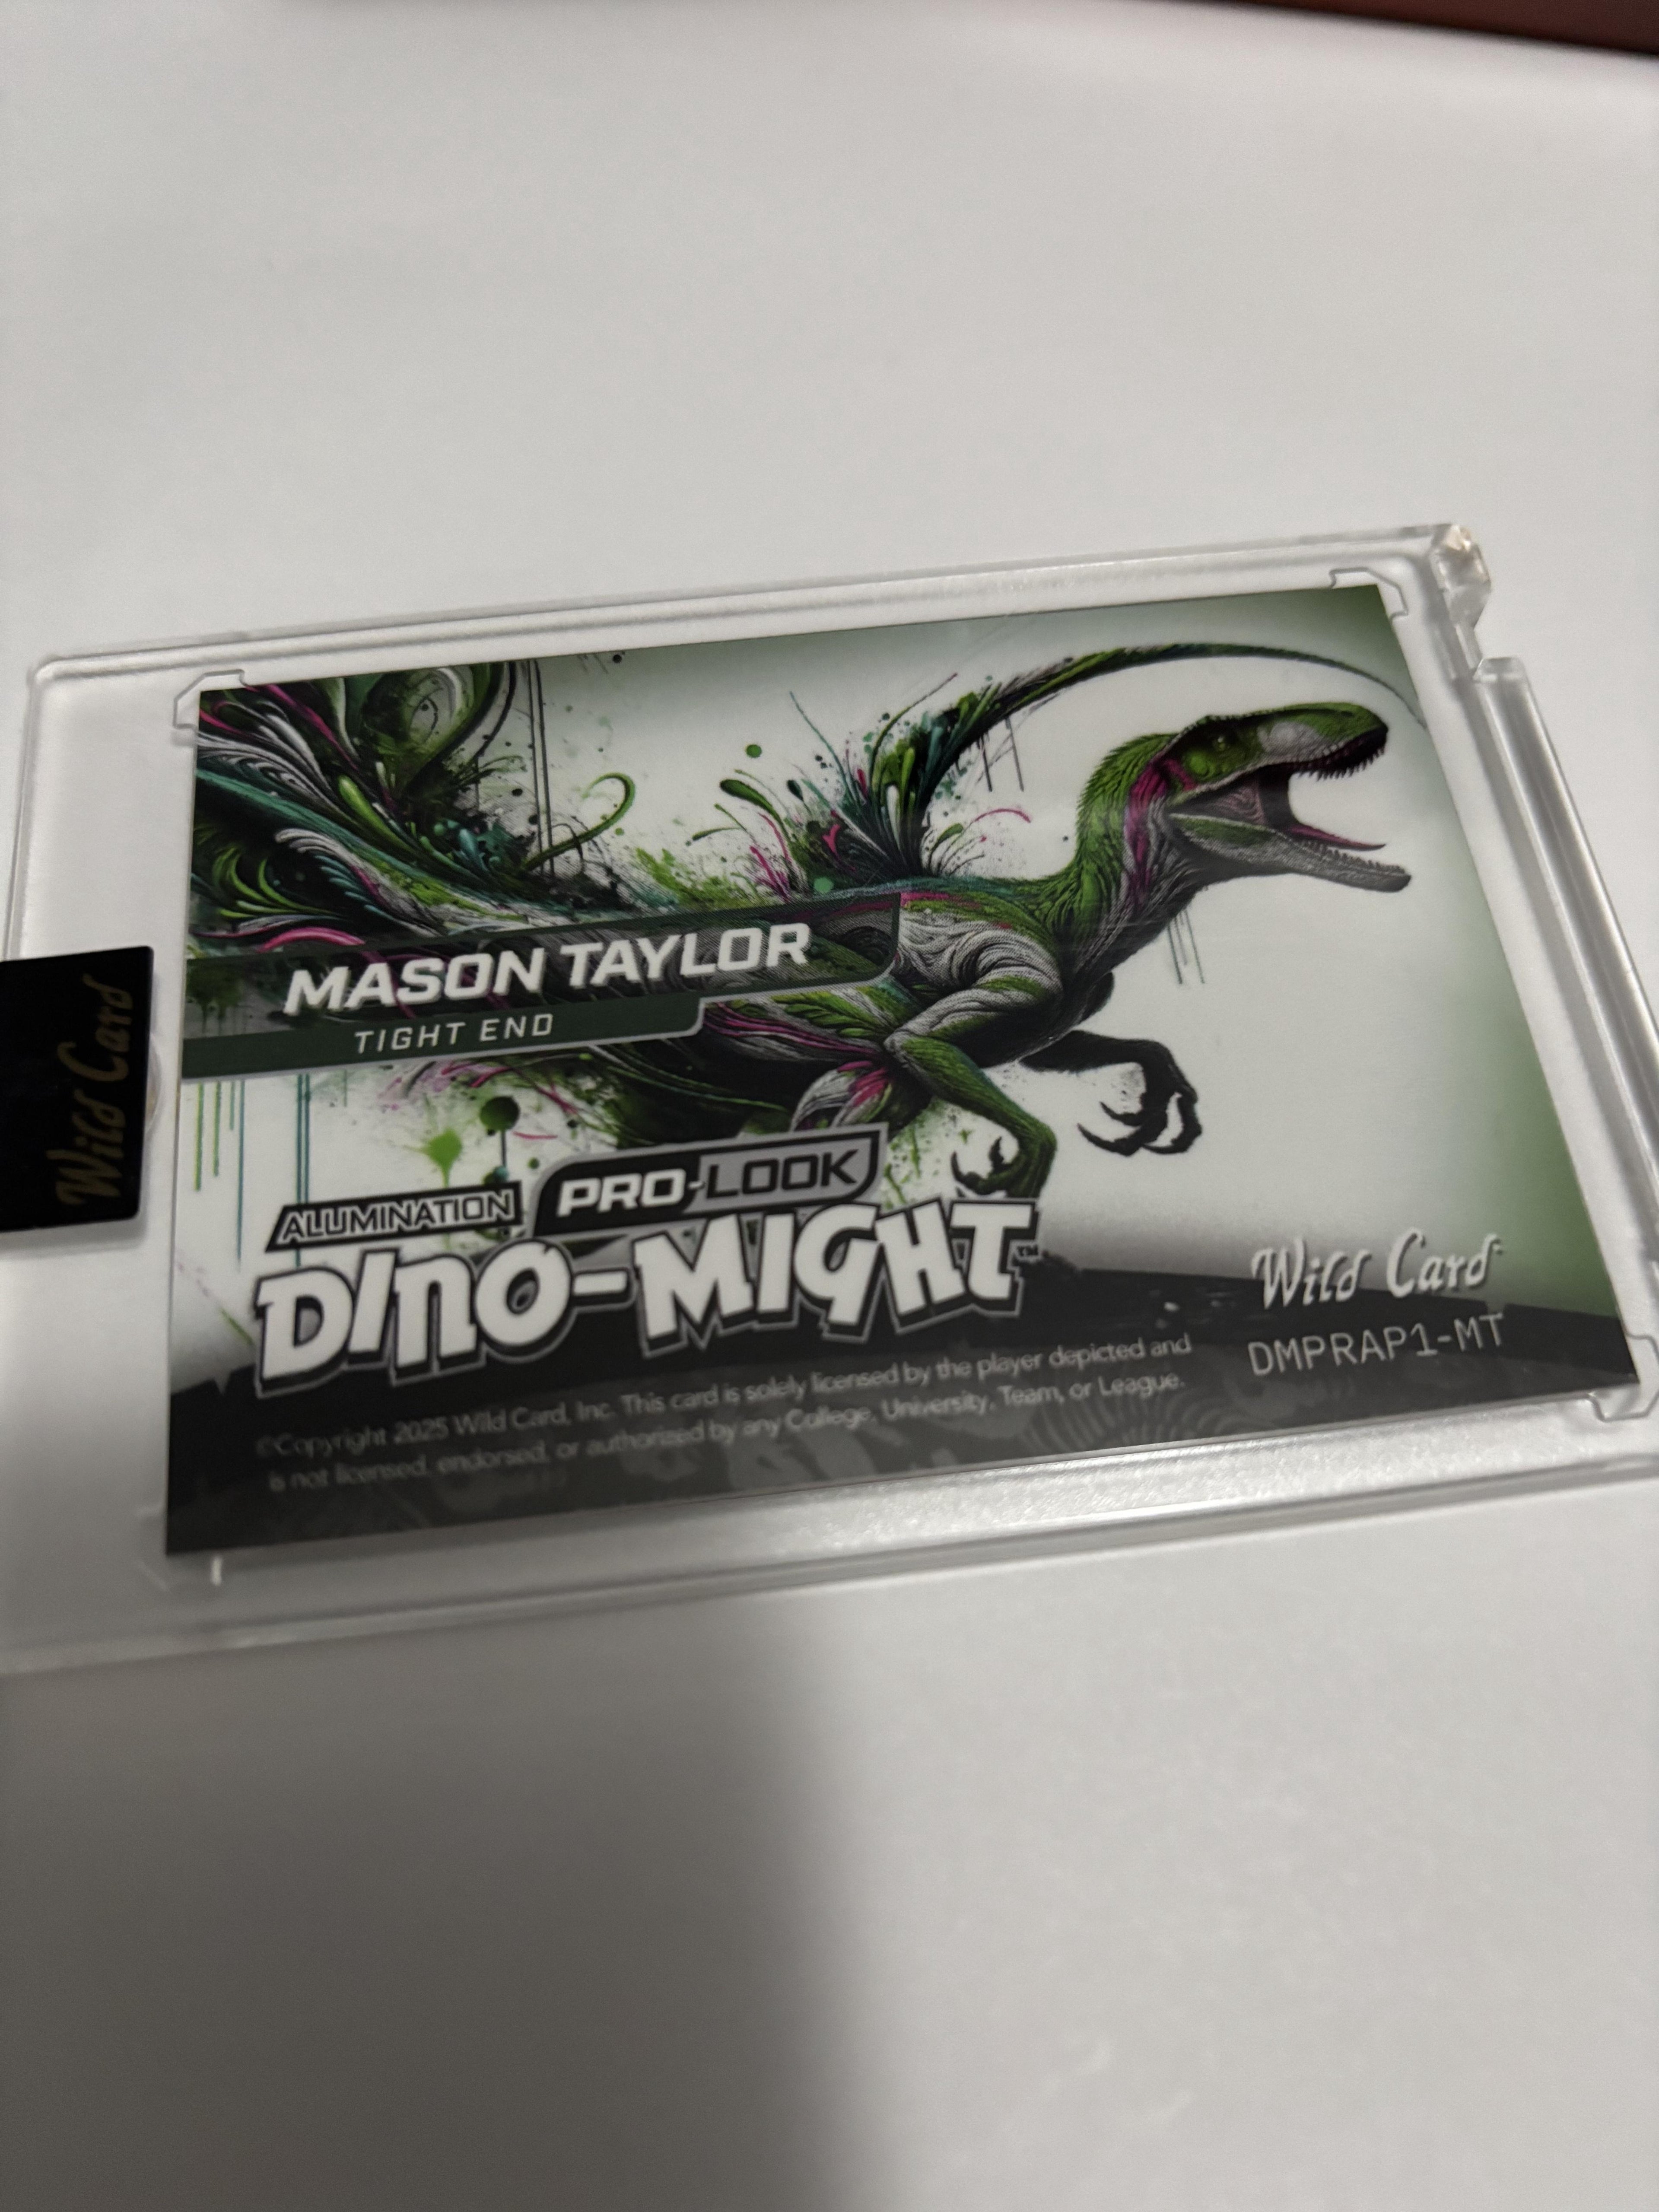 Wild Card
MASON TAYLOR
TIGHT END
ALUMINATION
PRO-LOOK
DINO-MIGHT™
Wild Card
DMPRAP1-MT
©Copyright 2025 Wild Card, Inc. This card is solely licensed by the player depicted and
is not licensed, endorsed, or authorized by any College, University, Team, or League.